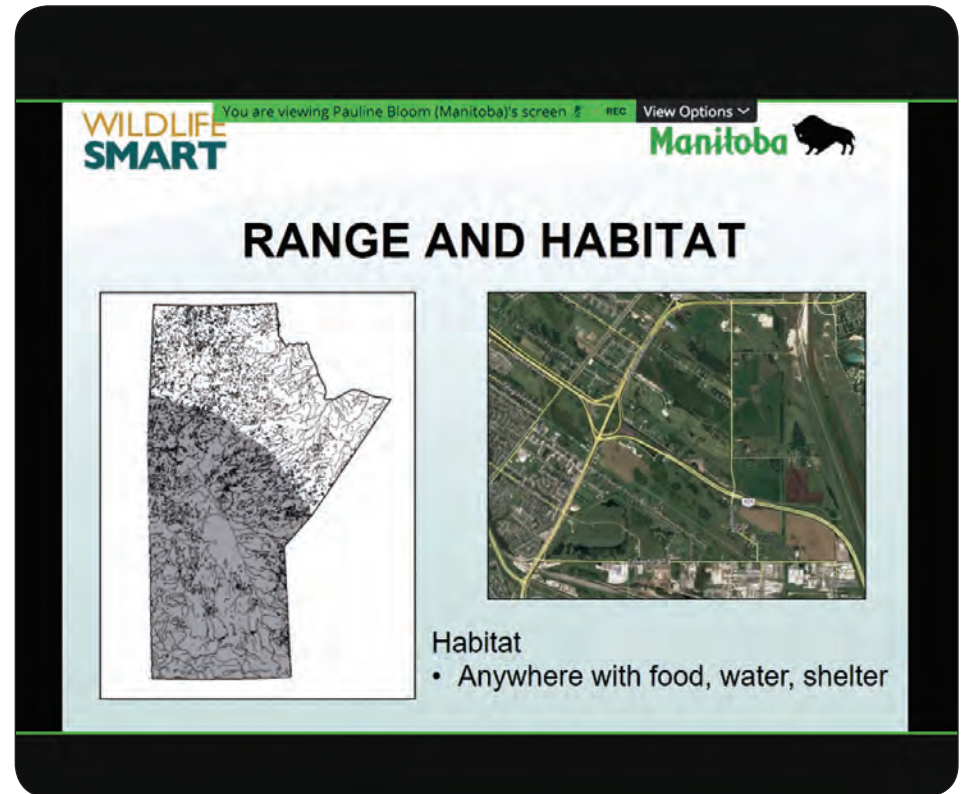 You are viewing Pauline Bloom (Manitoba)'s screen REC View Options
WILDLIFE
SMART
Manitoba
RANGE AND HABITAT
Habitat
• Anywhere with food, water, shelter